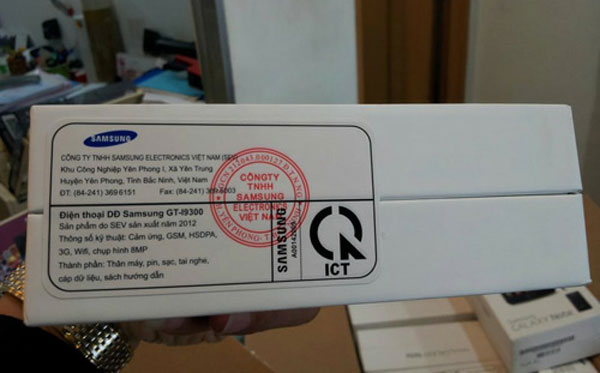 SAMSUNG
CÔNG TY TNHH SAMSUNG ELECTRONICS VIỆT NAM (SEV)
Khu Công Nghiệp Yên Phong I, Xã Yên Trung
Huyện Yên Phong, Tỉnh Bắc Ninh, Việt Nam
ĐT: (84-241) 369 6151 Fax: (84-241)
CÔNG TY
TNHH
SAMSUNG
ELECTRONICS
VIỆT NAM
Điện thoại DĐ Samsung GT-I9300
Sản phẩm do SEV sản xuất năm 2012
Thông số kỹ thuật: Cảm ứng, GSM, HSDPA,
3G, Wifi, chụp hình 8MP
Thành phần: Thân máy, pin, sạc, tai nghe,
cáp dữ liệu, sách hướng dẫn
SAMSUNG
ICT
SAMSUNG
GALAXY Note